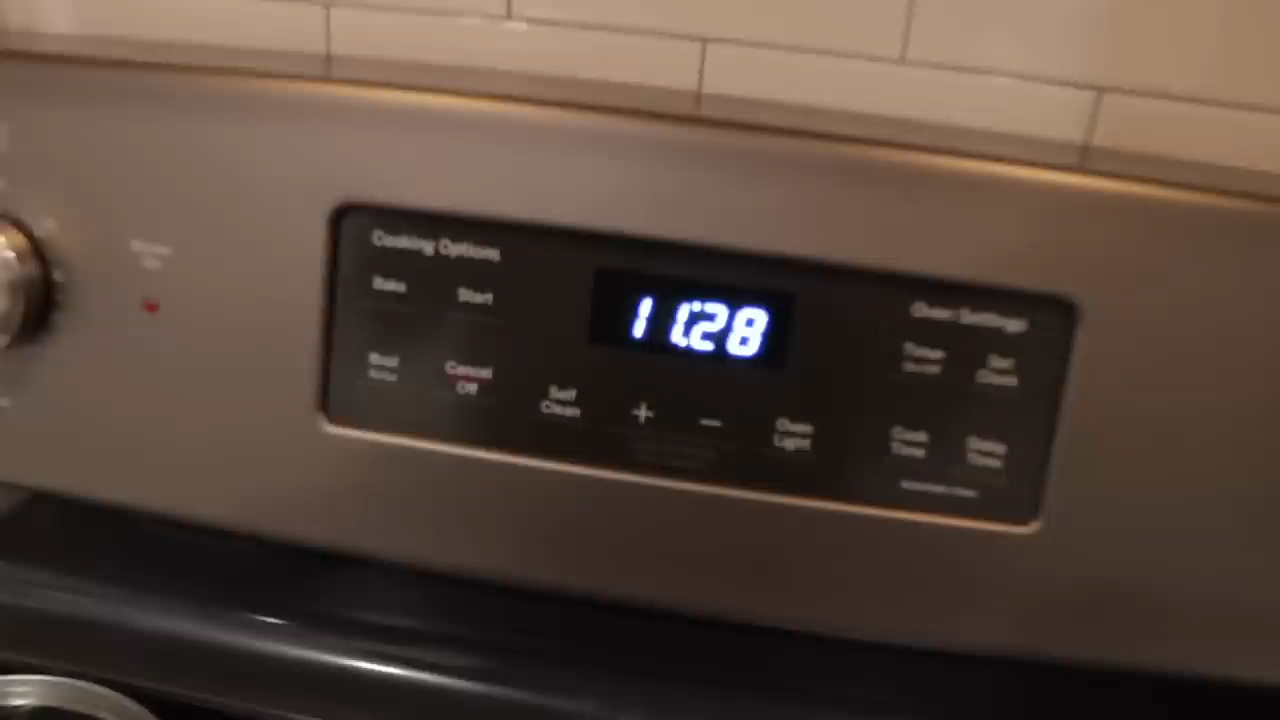 Cooking Options
Bake Start
11:28
Oven Settings
Timer
Set Clock
Broil
Cancel Off
Self Clean
+ −
Oven Light
Cook Time
Delay Time